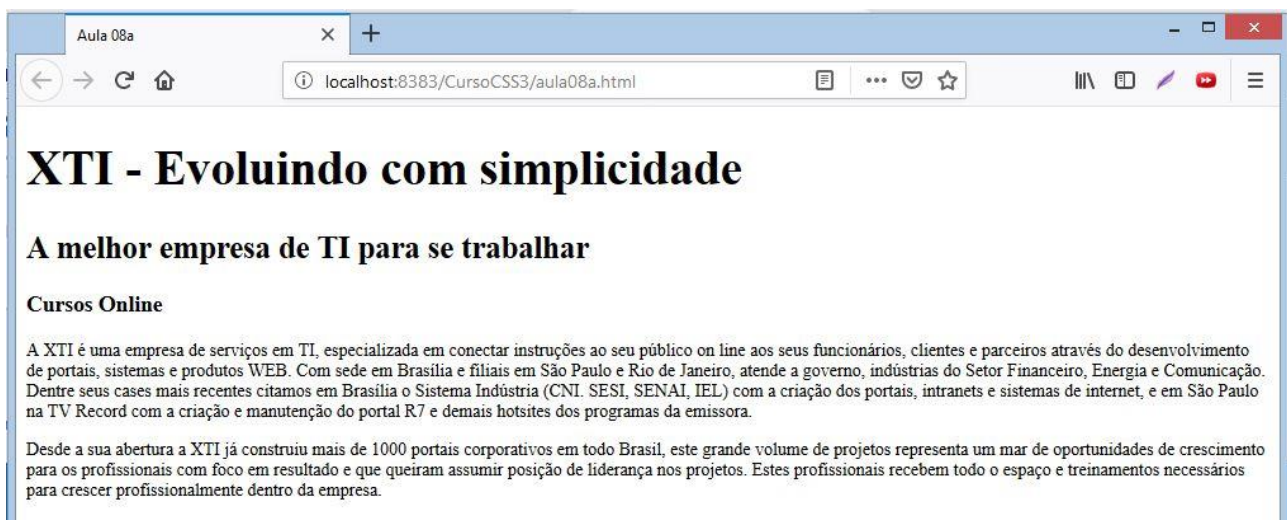 Aula 08a
localhost:8383/CursoCSS3/aula08a.html
XTI - Evoluindo com simplicidade
A melhor empresa de TI para se trabalhar
Cursos Online
A XTI é uma empresa de serviços em TI, especializada em conectar instruções ao seu público on line aos seus funcionários, clientes e parceiros através do desenvolvimento
de portais, sistemas e produtos WEB. Com sede em Brasília e filiais em São Paulo e Rio de Janeiro, atende a governo, indústrias do Setor Financeiro, Energia e Comunicação.
Dentre seus cases mais recentes citamos em Brasília o Sistema Indústria (CNI. SESI, SENAI, IEL) com a criação dos portais, intranets e sistemas de internet, e em São Paulo
na TV Record com a criação e manutenção do portal R7 e demais hotsites dos programas da emissora.
Desde a sua abertura a XTI já construiu mais de 1000 portais corporativos em todo Brasil, este grande volume de projetos representa um mar de oportunidades de crescimento
para os profissionais com foco em resultado e que queiram assumir posição de liderança nos projetos. Estes profissionais recebem todo o espaço e treinamentos necessários
para crescer profissionalmente dentro da empresa.